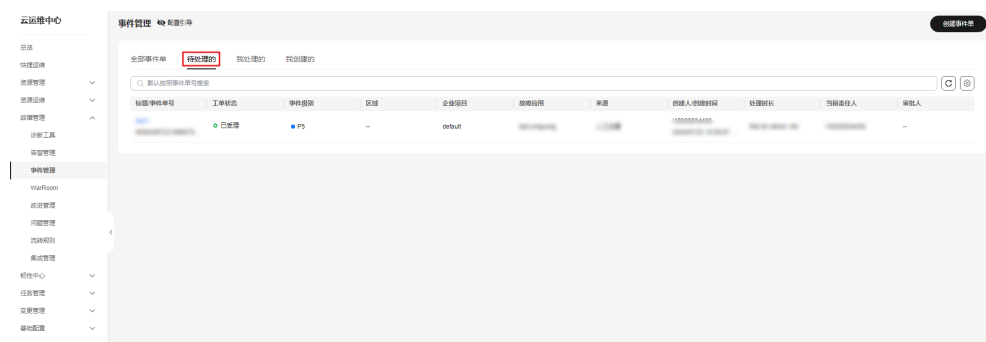 云运维中心
总览
快捷运维
资源管理
资源运维
故障管理
诊断工具
告警管理
事件管理
WarRoom
改进管理
问题管理
流转规则
集成管理
韧性中心
任务管理
变更管理
基础配置
事件管理 配置引导
创建事件单
全部事件单 待处理的 我处理的 我创建的
默认按照事件单号搜索
标题/事件单号 工单状态 事件级别 区域 企业项目 故障应用 来源 创建人/创建时间 处理时长 当前责任人 审批人
已受理 P5 -- default --